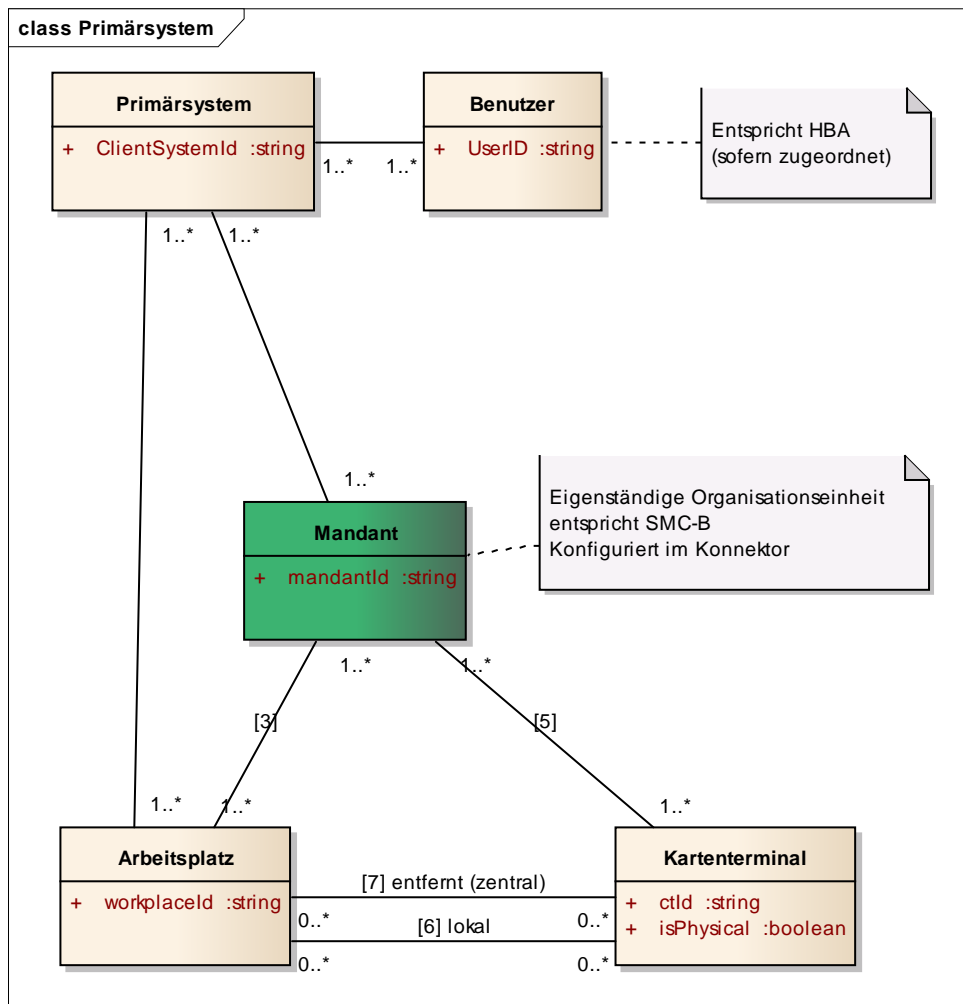 class Primärsystem
Primärsystem
+ ClientSystemId :string
Benutzer
+ UserID :string
Entspricht HBA
(sofern zugeordnet)
1..*
1..*
1..*
1..*
1..*
Mandant
+ mandantId :string
Eigenständige Organisationseinheit
entspricht SMC-B
Konfiguriert im Konnektor
1..*
1..*
[3]
[5]
1..*
1..*
1..*
Arbeitsplatz
+ workplaceId :string
Kartenterminal
+ ctId :string
+ isPhysical :boolean
[7] entfernt (zentral)
0..*
0..*
[6] lokal
0..*
0..*